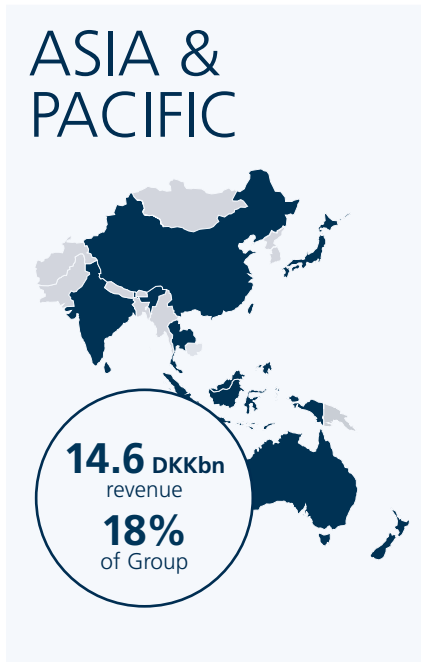 ASIA &
PACIFIC
14.6 DKKbn
revenue
18%
of Group